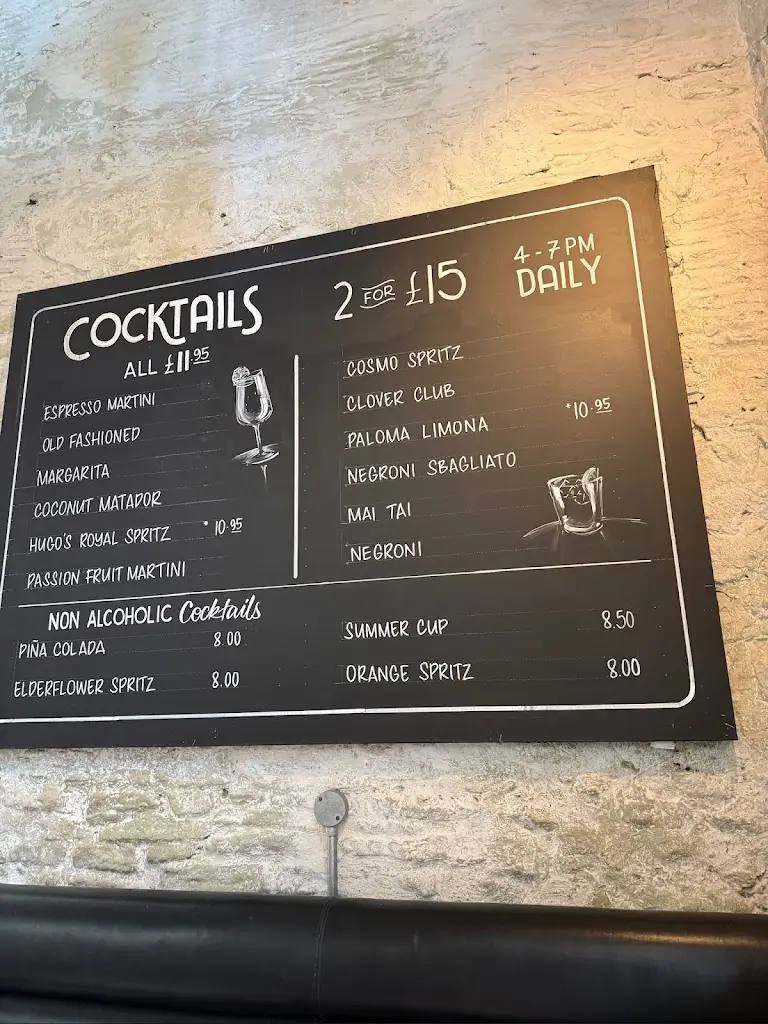 COCKTAILS
ALL £11.95
2 FOR £15
4-7PM
DAILY
ESPRESSO MARTINI
OLD FASHIONED
MARGARITA
COCONUT MATADOR
HUGO'S ROYAL SPRITZ *10.95
PASSION FRUIT MARTINI
COSMO SPRITZ
CLOVER CLUB
PALOMA LIMONA *10.95
NEGRONI SBAGLIATO
MAI TAI
NEGRONI
NON ALCOHOLIC Cocktails
PIÑA COLADA 8.00
ELDERFLOWER SPRITZ 8.00
SUMMER CUP 8.50
ORANGE SPRITZ 8.00